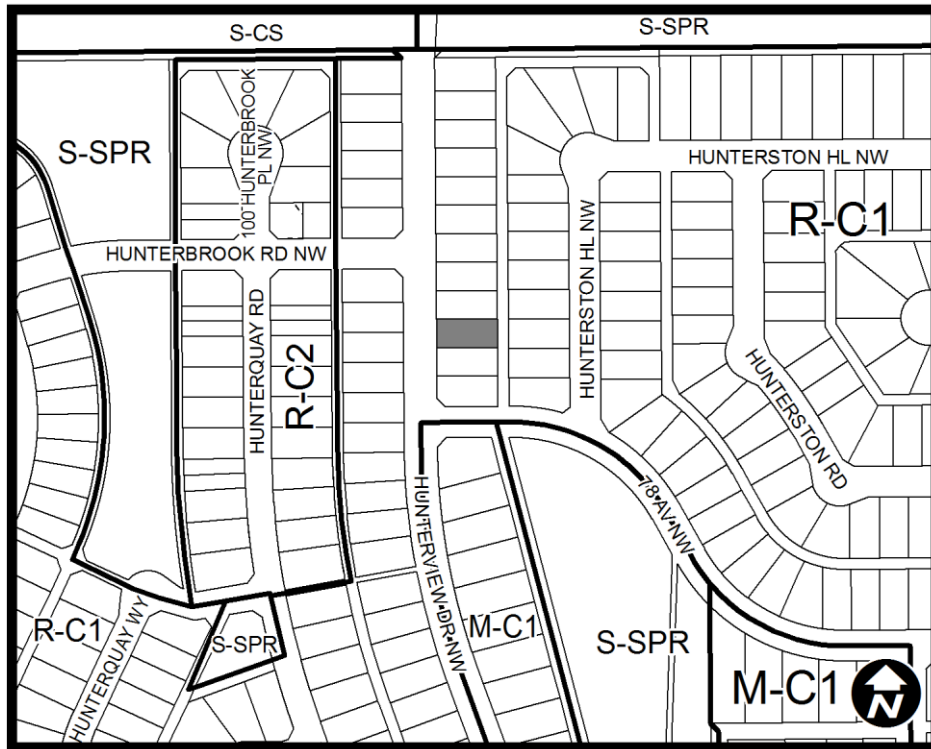 S-CS
S-SPR
S-SPR
100 HUNTERBROOK
PL NW
HUNTERSTON HL NW
R-C1
HUNTERBROOK RD NW
HUNTERSTON HL NW
HUNTERQUAY RD
R-C2
HUNTERSTON RD
78 AV NW
HUNTERVIEW DR NW
R-C1
HUNTERQUAY WY
S-SPR
M-C1
S-SPR
M-C1
N